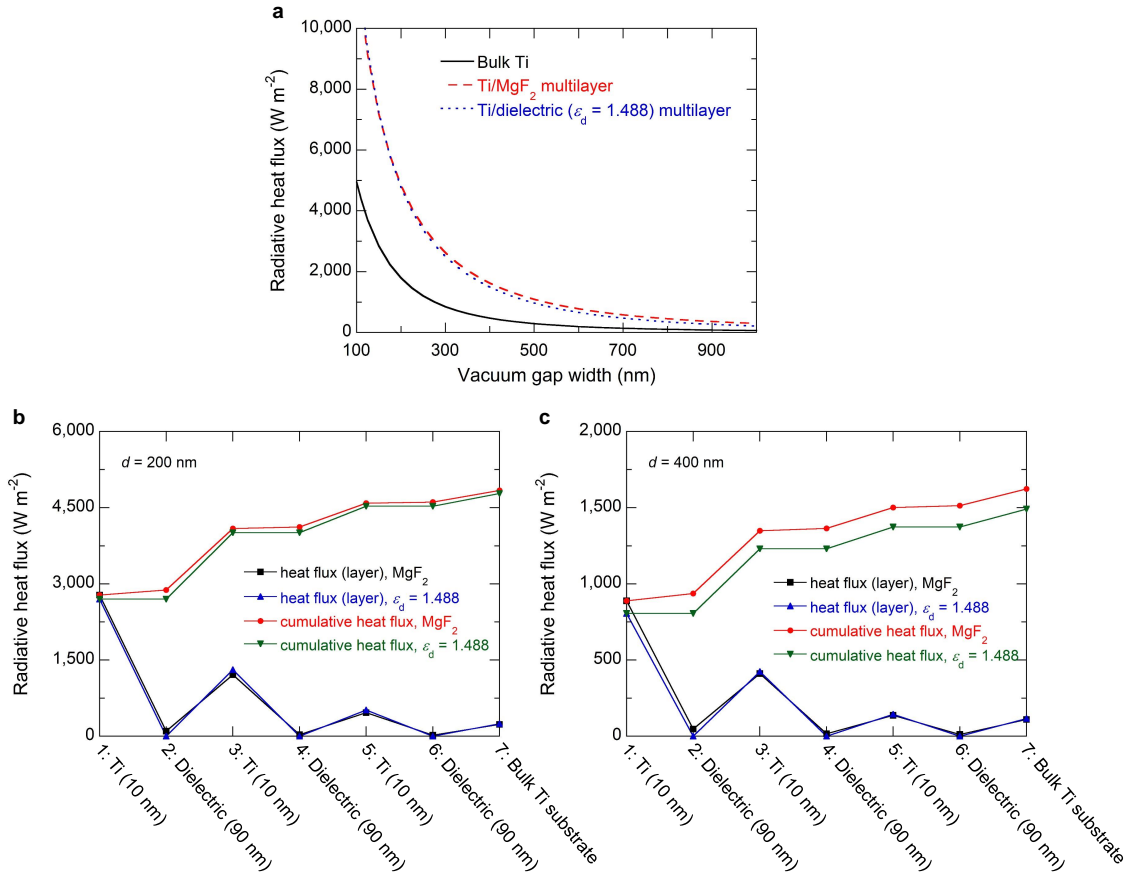 a
10,000
8,000
6,000
4,000
2,000
0
Radiative heat flux (W m-2)
Bulk Ti
Ti/MgF2 multilayer
Ti/dielectric (εd = 1.488) multilayer
100 300 500 700 900
Vacuum gap width (nm)
b
6,000
4,500
3,000
1,500
0
Radiative heat flux (W m-2)
d = 200 nm
heat flux (layer), MgF2
heat flux (layer), εd = 1.488
cumulative heat flux, MgF2
cumulative heat flux, εd = 1.488
1: Ti (10 nm)
2: Dielectric (90 nm)
3: Ti (10 nm)
4: Dielectric (90 nm)
5: Ti (10 nm)
6: Dielectric (90 nm)
7: Bulk Ti substrate
c
2,000
1,500
1,000
500
0
Radiative heat flux (W m-2)
d = 400 nm
heat flux (layer), MgF2
heat flux (layer), εd = 1.488
cumulative heat flux, MgF2
cumulative heat flux, εd = 1.488
1: Ti (10 nm)
2: Dielectric (90 nm)
3: Ti (10 nm)
4: Dielectric (90 nm)
5: Ti (10 nm)
6: Dielectric (90 nm)
7: Bulk Ti substrate